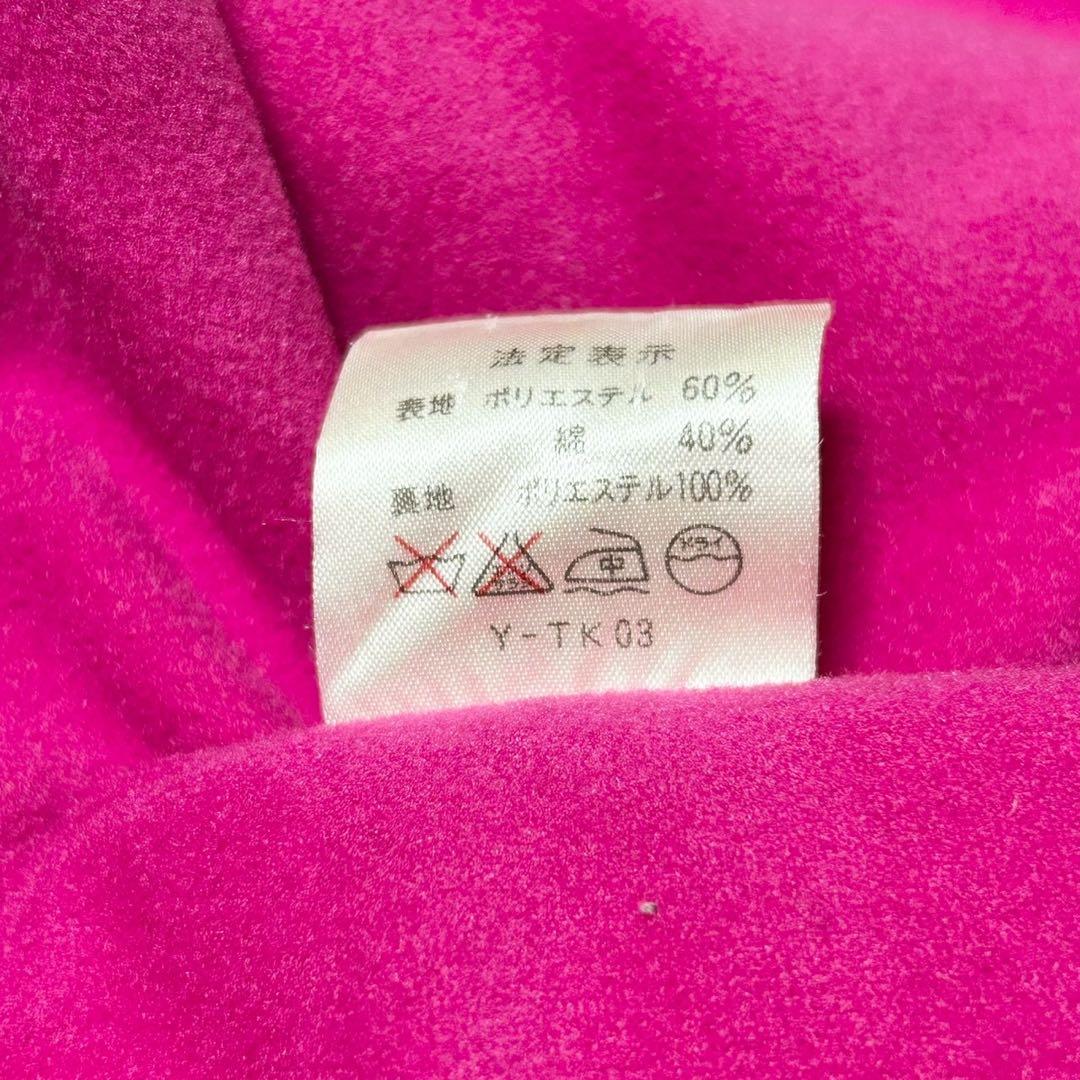 法定表示
表地 ポリエステル 60%
綿 40%
裏地 ポリエステル100%
中 ドライ
Y-TK03